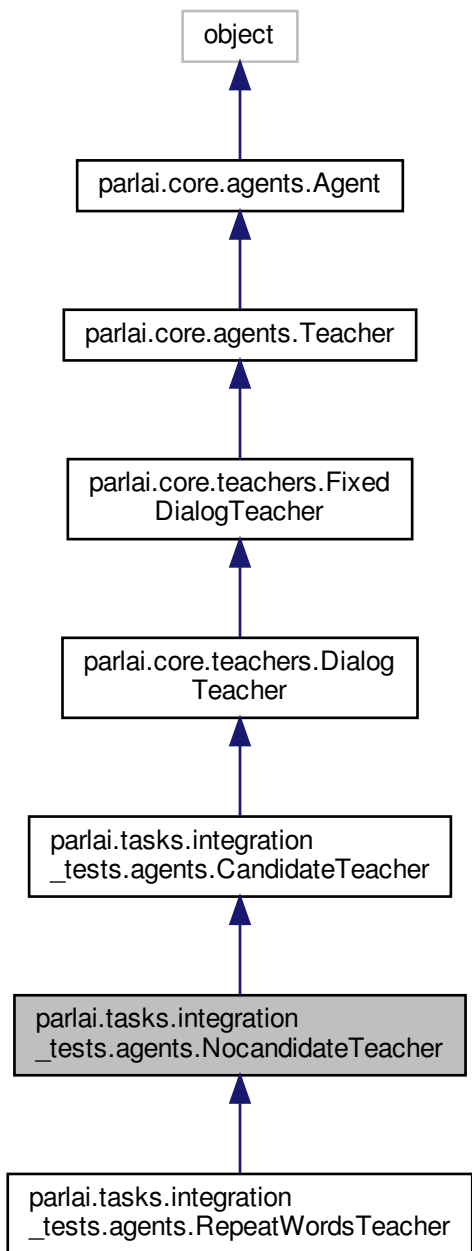 object
parlai.core.agents.Agent
parlai.core.agents.Teacher
parlai.core.teachers.Fixed
DialogTeacher
parlai.core.teachers.Dialog
Teacher
parlai.tasks.integration
_tests.agents.CandidateTeacher
parlai.tasks.integration
_tests.agents.NocandidateTeacher
parlai.tasks.integration
_tests.agents.RepeatWordsTeacher